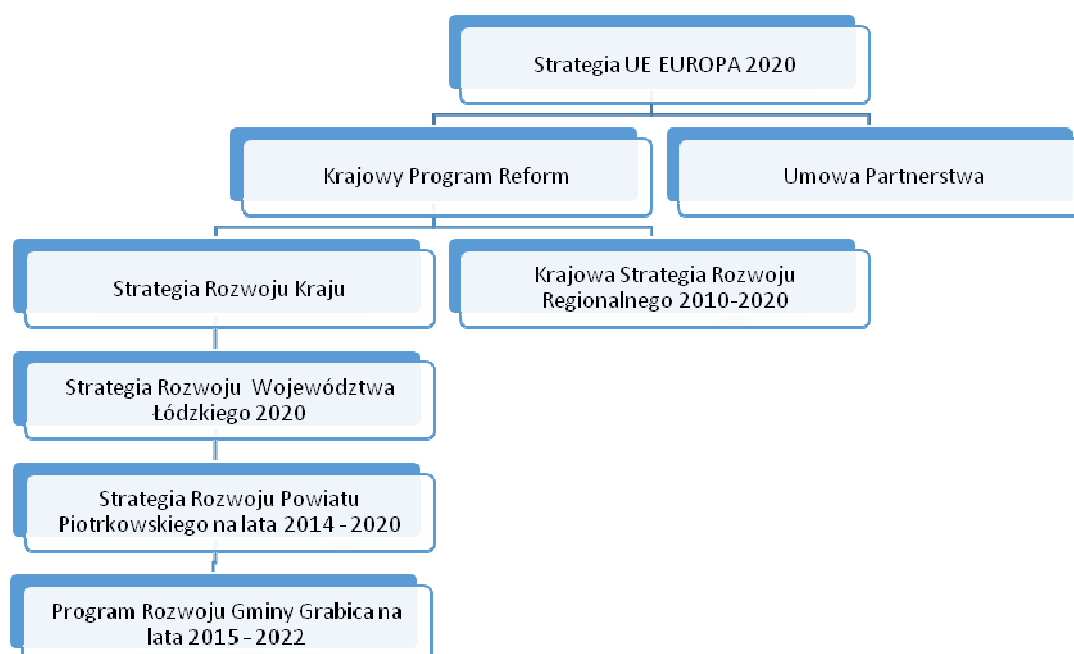 Strategia UE EUROPA 2020
Krajowy Program Reform
Umowa Partnerstwa
Strategia Rozwoju Kraju
Krajowa Strategia Rozwoju
Regionalnego 2010-2020
Strategia Rozwoju Województwa
Łódzkiego 2020
Strategia Rozwoju Powiatu
Piotrkowskiego na lata 2014 - 2020
Program Rozwoju Gminy Grabica na
lata 2015 - 2022